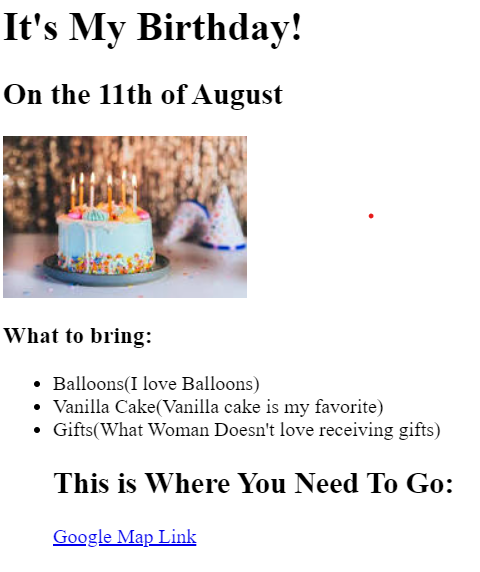 It's My Birthday!
On the 11th of August
What to bring:
Balloons(I love Balloons)
Vanilla Cake(Vanilla cake is my favorite)
Gifts(What Woman Doesn't love receiving gifts)
This is Where You Need To Go:
Google Map Link